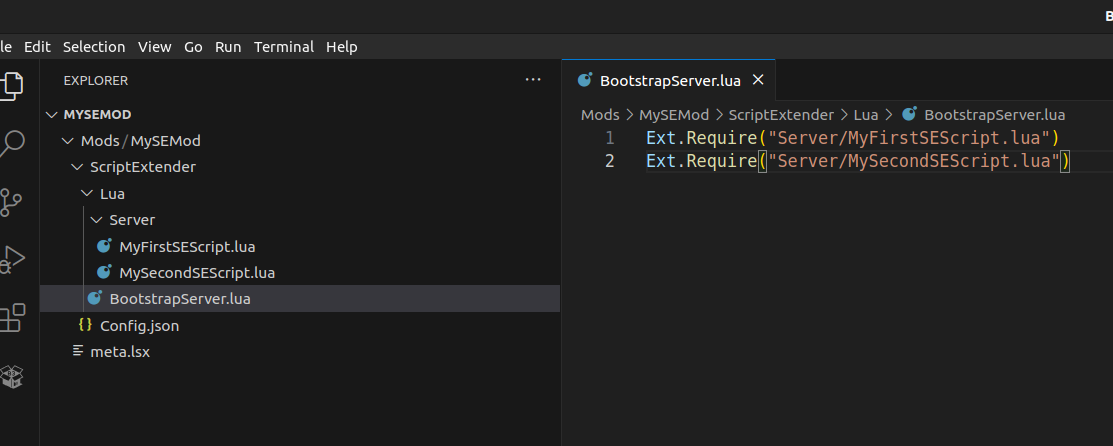 B
le Edit Selection View Go Run Terminal Help
EXPLORER ...
MYSEMOD
Mods / MySEMod
ScriptExtender
Lua
Server
MyFirstSEScript.lua
MySecondSEScript.lua
BootstrapServer.lua
{} Config.json
meta.lsx
BootstrapServer.lua ×
Mods > MySEMod > ScriptExtender > Lua > BootstrapServer.lua
1 Ext.Require("Server/MyFirstSEScript.lua")
2 Ext.Require("Server/MySecondSEScript.lua")